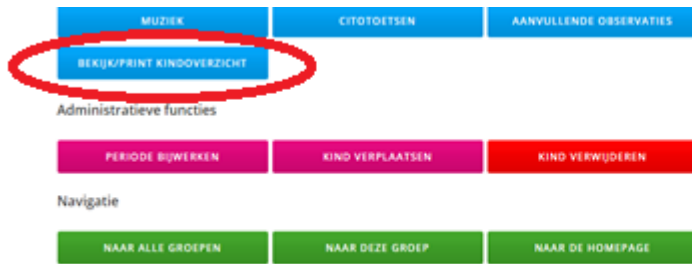 MUZIEK CITOTOETSEN AANVULLENDE OBSERVATIES
BEKIJK/PRINT KINDOVERZICHT
Administratieve functies
PERIODE BIJWERKEN KIND VERPLAATSEN KIND VERWIJDEREN
Navigatie
NAAR ALLE GROEPEN NAAR DEZE GROEP NAAR DE HOMEPAGE